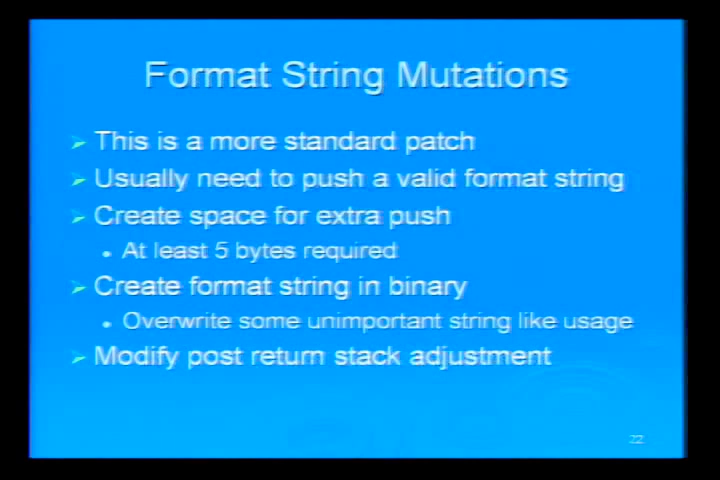 Format String Mutations
This is a more standard patch
Usually need to push a valid format string
Create space for extra push
At least 5 bytes required
Create format string in binary
Overwrite some unimportant string like usage
Modify post return stack adjustment
22